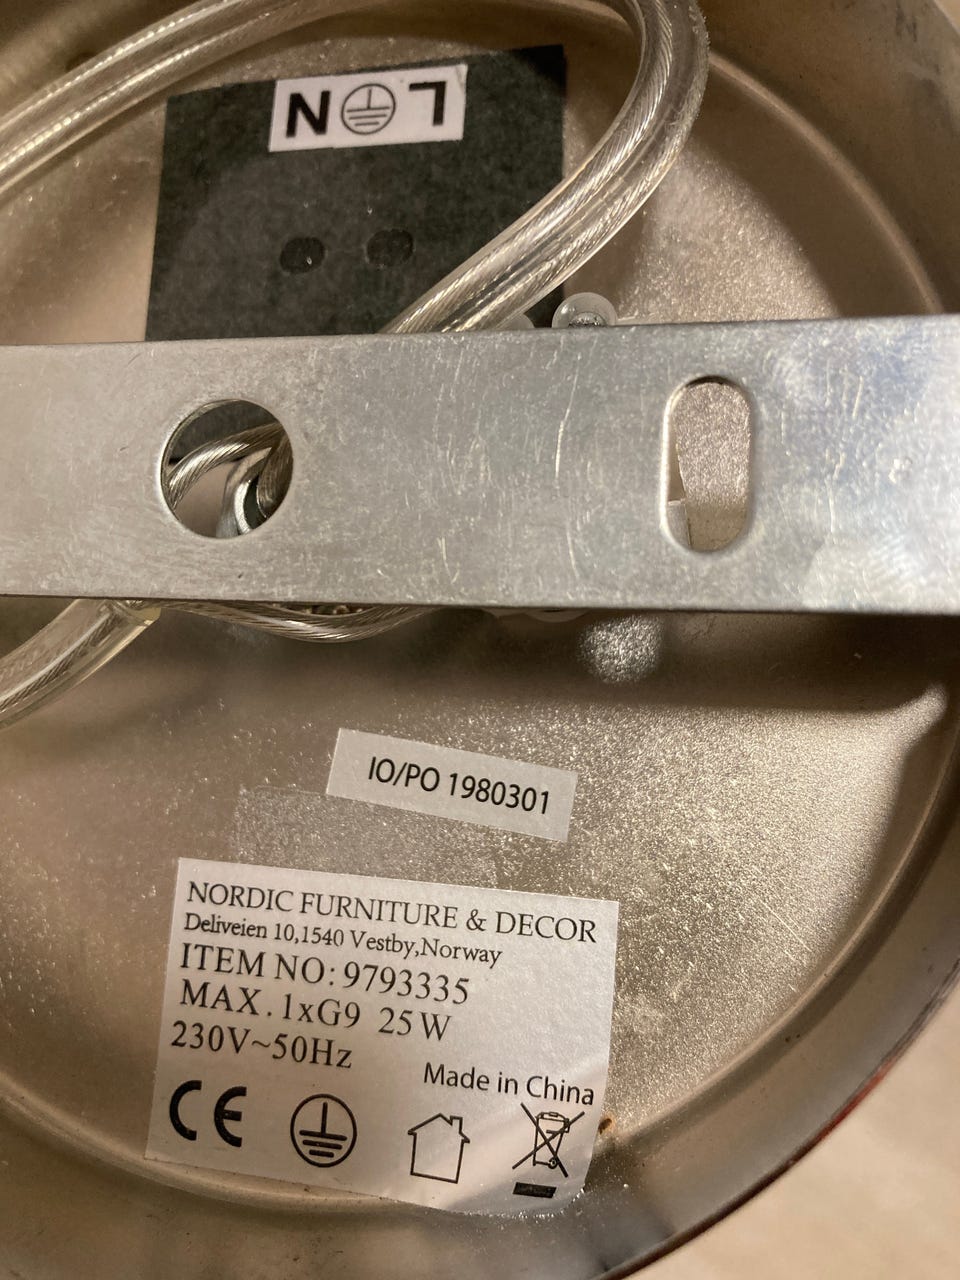 L N
IO/PO 1980301
NORDIC FURNITURE & DECOR
Deliveien 10,1540 Vestby,Norway
ITEM NO: 9793335
MAX. 1xG9 25W
230V~50Hz
Made in China
CE